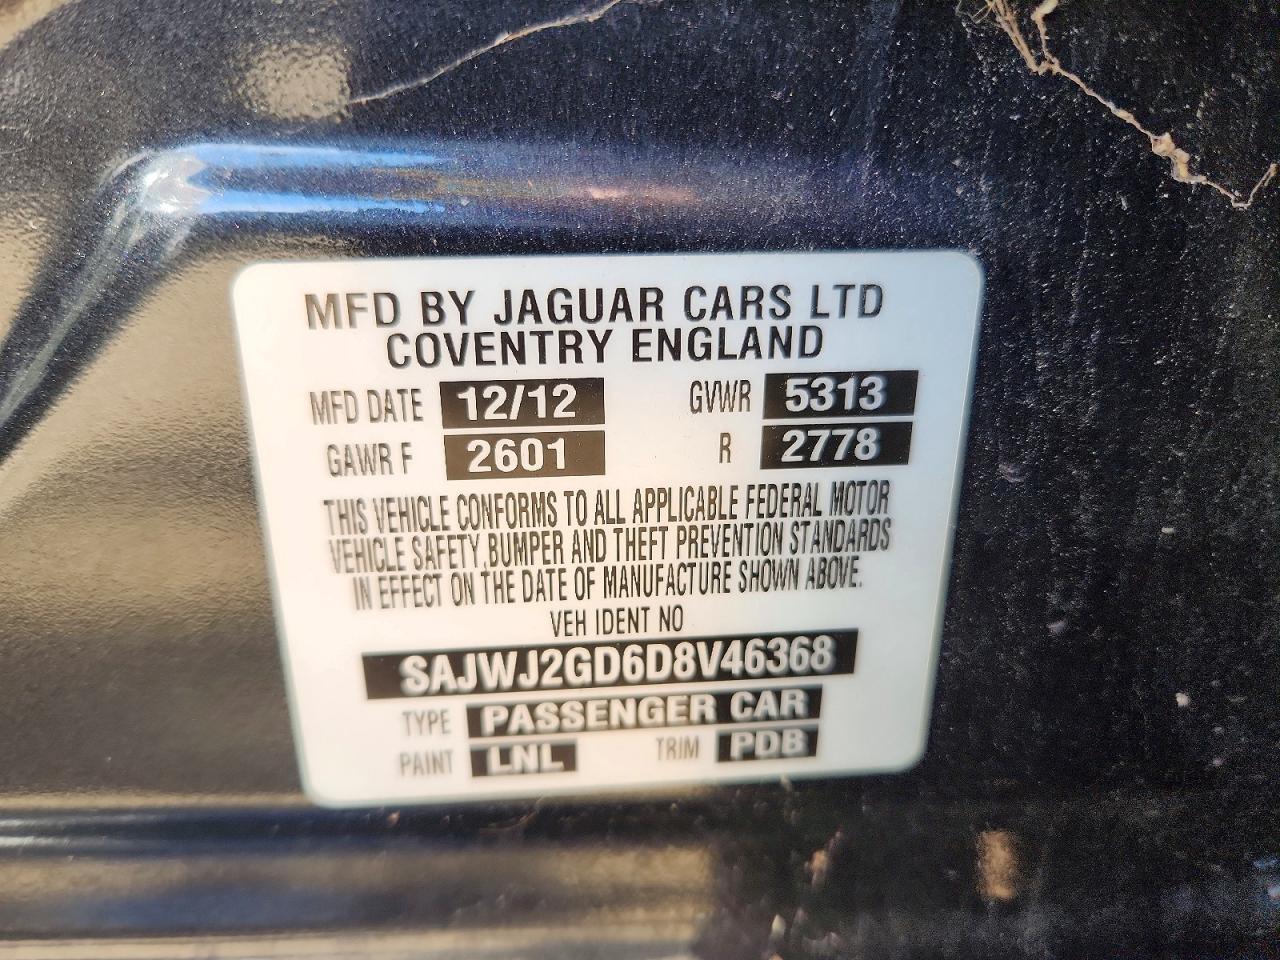 MFD BY JAGUAR CARS LTD
COVENTRY ENGLAND
MFD DATE 12/12 GVWR 5313
GAWR F 2601 R 2778
THIS VEHICLE CONFORMS TO ALL APPLICABLE FEDERAL MOTOR
VEHICLE SAFETY,BUMPER AND THEFT PREVENTION STANDARDS
IN EFFECT ON THE DATE OF MANUFACTURE SHOWN ABOVE.
VEH IDENT NO
SAJWJ2GD6D8V46368
TYPE PASSENGER CAR
PAINT LNL TRIM PDB